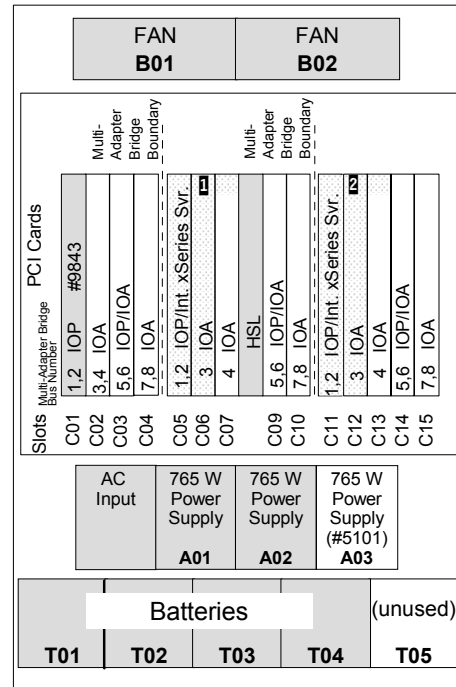 FAN
B01
FAN
B02
Multi-
Adapter
Bridge
Boundary
Multi-
Adapter
Bridge
Boundary
PCI Cards
Multi-Adapter Bridge
Bus Number
Slots
1,2 IOP #9843
C01
3,4 IOA
C02
5,6 IOP/IOA
C03
7,8 IOA
C04
1,2 IOP/Int. xSeries Svr.
C05
3 IOA 1
C06
4 IOA
C07
HSL
5,6 IOP/IOA
C09
7,8 IOA
C10
1,2 IOP/Int. xSeries Svr.
C11
3 IOA 2
C12
4 IOA
C13
5,6 IOP/IOA
C14
7,8 IOA
C15
AC
Input
765 W
Power
Supply
A01
765 W
Power
Supply
A02
765 W
Power
Supply
(#5101)
A03
Batteries
(unused)
T01
T02
T03
T04
T05